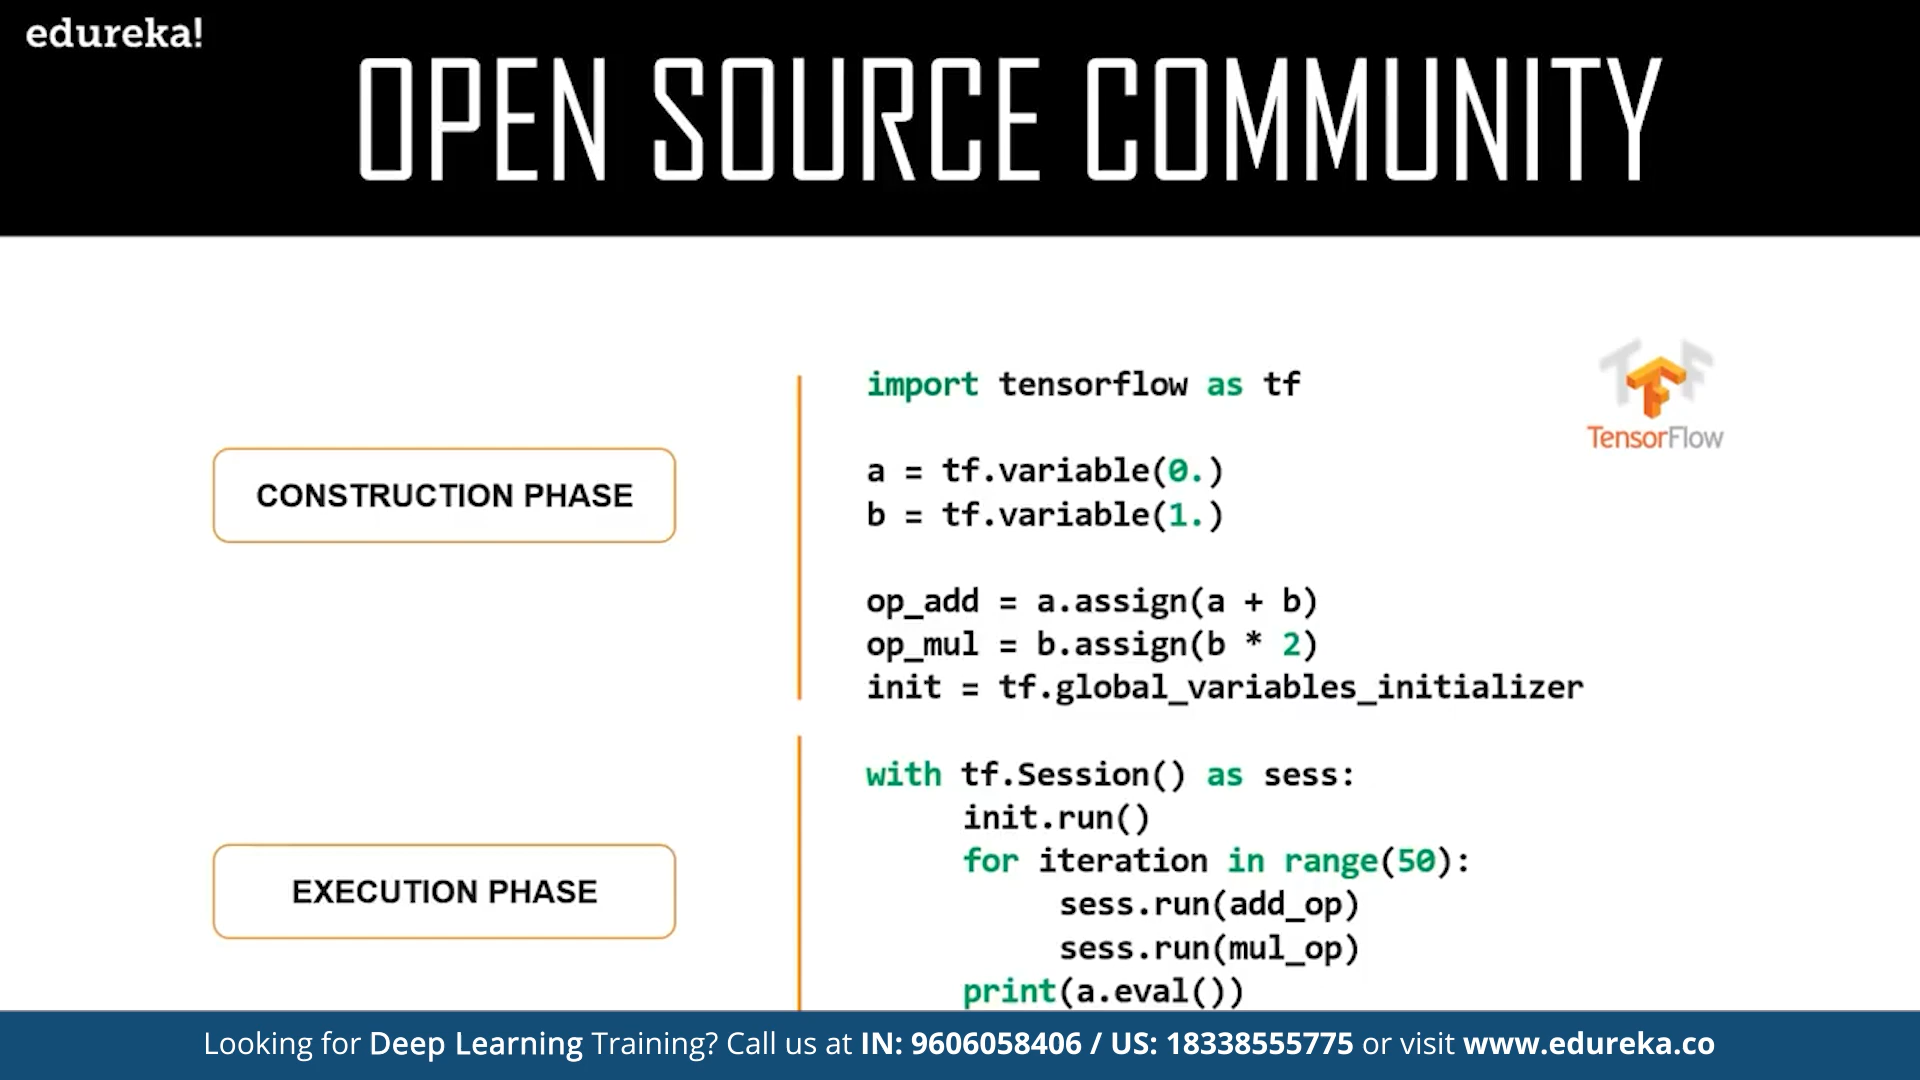 edureka!
OPEN SOURCE COMMUNITY
import tensorflow as tf
TensorFlow
CONSTRUCTION PHASE
a = tf.variable(0.)
b = tf.variable(1.)
op_add = a.assign(a + b)
op_mul = b.assign(b * 2)
init = tf.global_variables_initializer
with tf.Session() as sess:
init.run()
for iteration in range(50):
EXECUTION PHASE
sess.run(add_op)
sess.run(mul_op)
print(a.eval())
Looking for Deep Learning Training? Call us at IN: 9606058406 / US: 18338555775 or visit www.edureka.co